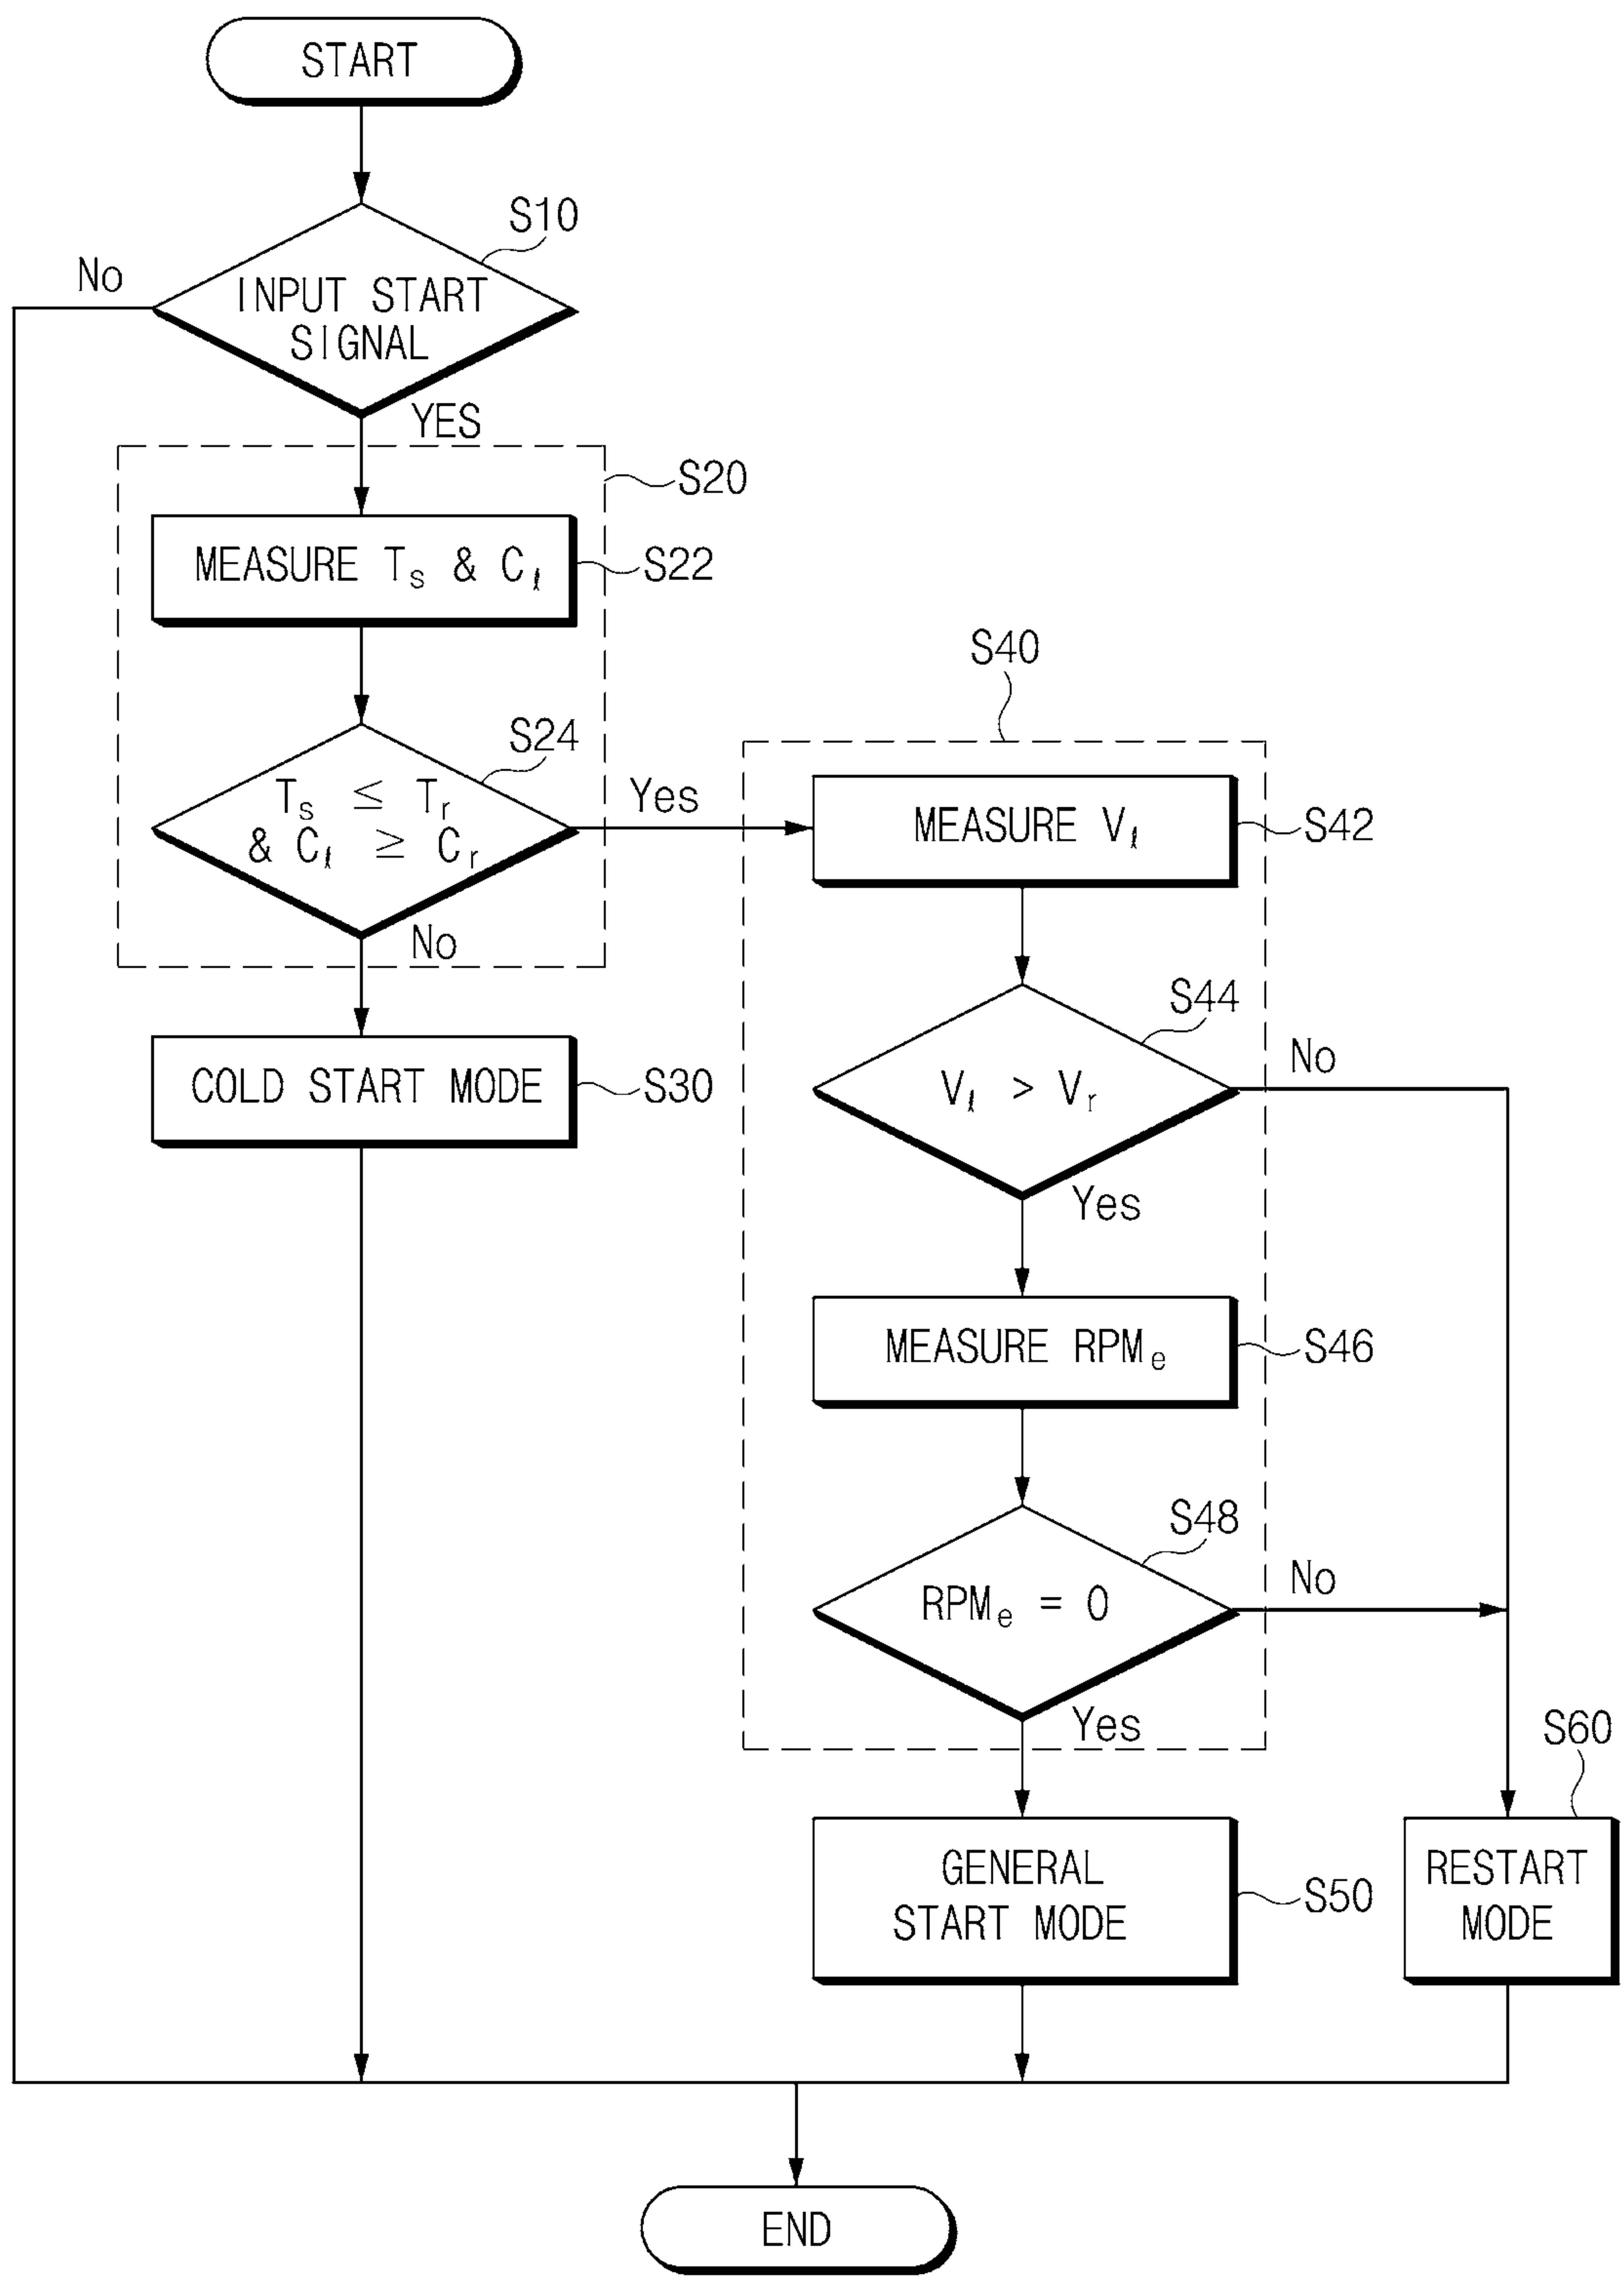 START
S10
No
INPUT START
SIGNAL
YES
S20
MEASURE Tₛ & Cₗ
S22
S40
S24
Tₛ ≤ Tᵣ
& Cₗ ≥ Cᵣ
Yes
MEASURE Vₗ
S42
No
S44
No
COLD START MODE
S30
Vₗ > Vᵣ
Yes
MEASURE RPMₑ
S46
S48
No
RPMₑ = 0
Yes
S60
GENERAL
START MODE
S50
RESTART
MODE
END